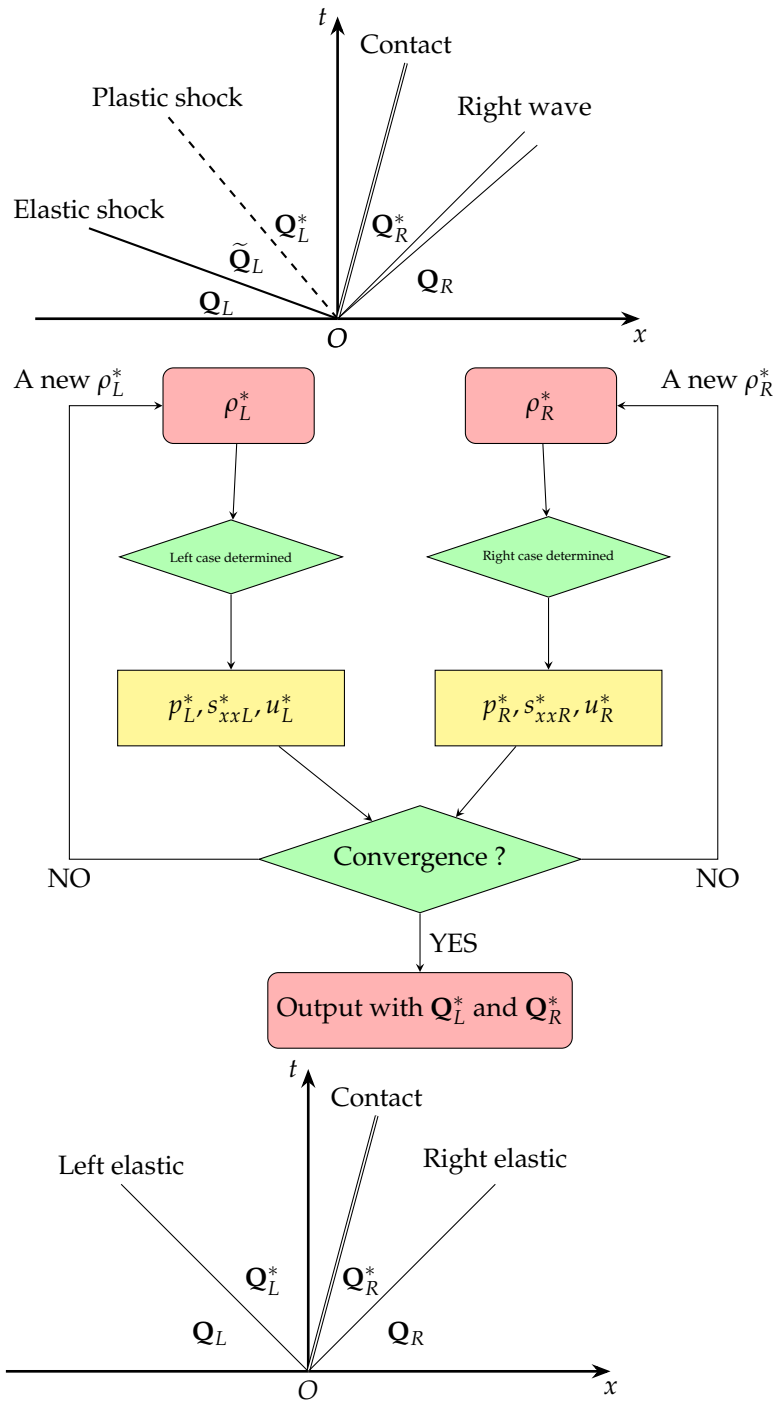 t
Contact
Plastic shock
Right wave
Elastic shock
Q*_L
Q*_R
Q̃_L
Q_L
Q_R
O
x
A new ρ*_L
A new ρ*_R
ρ*_L
ρ*_R
Left case determined
Right case determined
p*_L, s*_xxL, u*_L
p*_R, s*_xxR, u*_R
Convergence ?
NO
NO
YES
Output with Q*_L and Q*_R
t
Contact
Left elastic
Right elastic
Q*_L
Q*_R
Q_L
Q_R
O
x